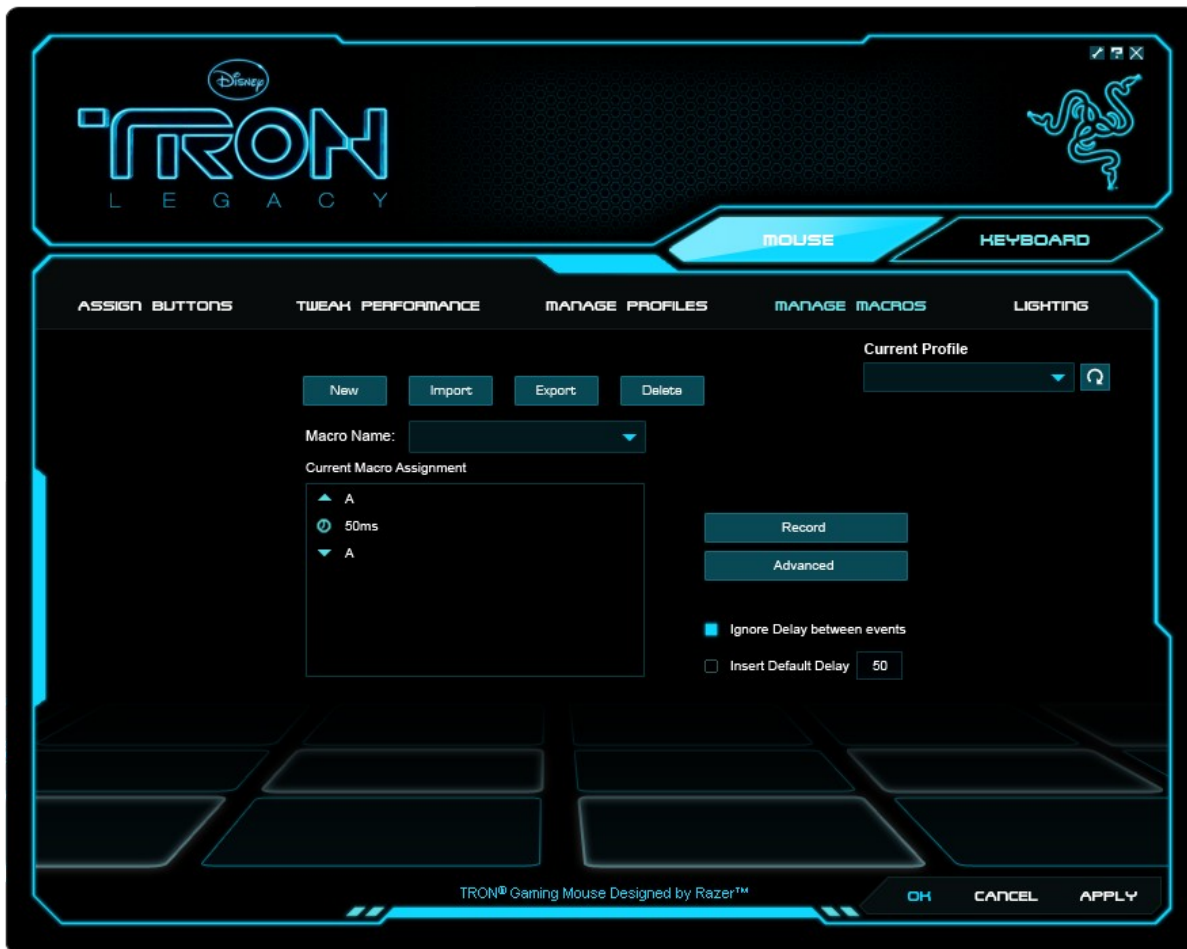 Disney
TRON
LEGACY
MOUSE
KEYBOARD
ASSIGN BUTTONS
TWEAK PERFORMANCE
MANAGE PROFILES
MANAGE MACROS
LIGHTING
Current Profile
New
Import
Export
Delete
Macro Name:
Current Macro Assignment
A
50ms
A
Record
Advanced
Ignore Delay between events
Insert Default Delay 50
TRON® Gaming Mouse Designed by Razer™
OK
CANCEL
APPLY